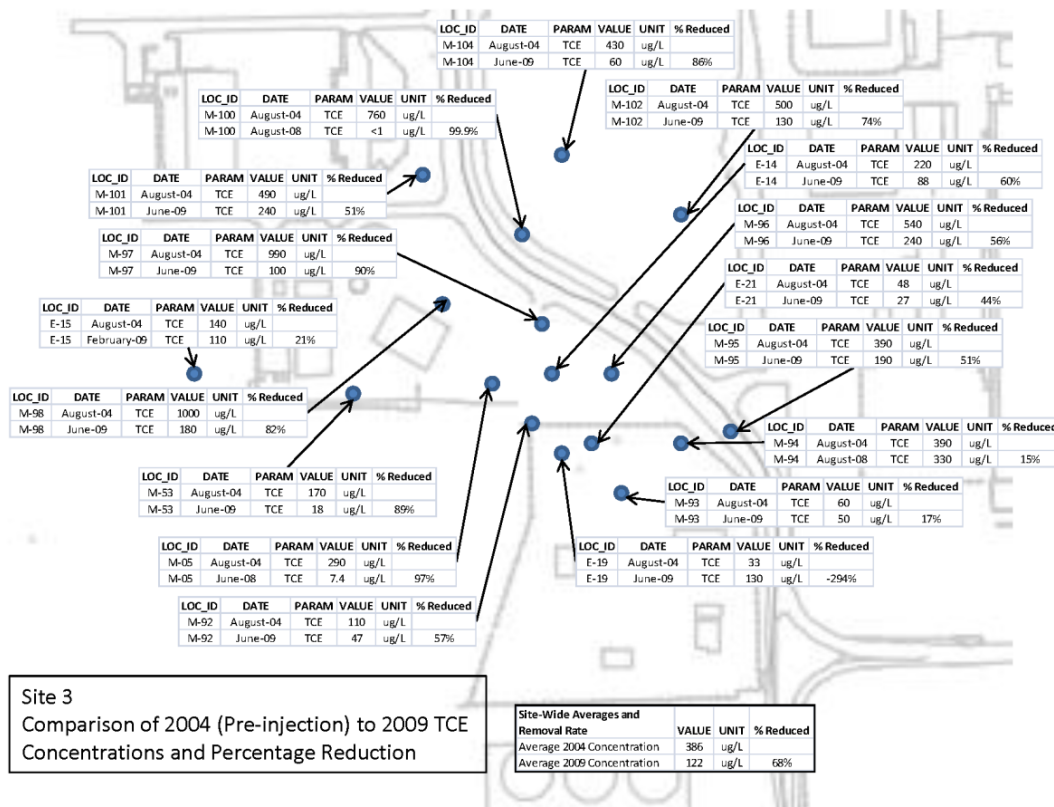 LOC_ID DATE PARAM VALUE UNIT % Reduced
M-104 August-04 TCE 430 ug/L
M-104 June-09 TCE 60 ug/L 86%
LOC_ID DATE PARAM VALUE UNIT % Reduced
M-102 August-04 TCE 500 ug/L
M-102 June-09 TCE 130 ug/L 74%
LOC_ID DATE PARAM VALUE UNIT % Reduced
M-100 August-04 TCE 760 ug/L
M-100 August-08 TCE <1 ug/L 99.9%
LOC_ID DATE PARAM VALUE UNIT % Reduced
E-14 August-04 TCE 220 ug/L
E-14 June-09 TCE 88 ug/L 60%
LOC_ID DATE PARAM VALUE UNIT % Reduced
M-101 August-04 TCE 490 ug/L
M-101 June-09 TCE 240 ug/L 51%
LOC_ID DATE PARAM VALUE UNIT % Reduced
M-96 August-04 TCE 540 ug/L
M-96 June-09 TCE 240 ug/L 56%
LOC_ID DATE PARAM VALUE UNIT % Reduced
M-97 August-04 TCE 990 ug/L
M-97 June-09 TCE 100 ug/L 90%
LOC_ID DATE PARAM VALUE UNIT % Reduced
E-21 August-04 TCE 48 ug/L
E-21 June-09 TCE 27 ug/L 44%
LOC_ID DATE PARAM VALUE UNIT % Reduced
E-15 August-04 TCE 140 ug/L
E-15 February-09 TCE 110 ug/L 21%
LOC_ID DATE PARAM VALUE UNIT % Reduced
M-95 August-04 TCE 390 ug/L
M-95 June-09 TCE 190 ug/L 51%
LOC_ID DATE PARAM VALUE UNIT % Reduced
M-98 August-04 TCE 1000 ug/L
M-98 June-09 TCE 180 ug/L 82%
LOC_ID DATE PARAM VALUE UNIT % Reduced
M-94 August-04 TCE 390 ug/L
M-94 August-08 TCE 330 ug/L 15%
LOC_ID DATE PARAM VALUE UNIT % Reduced
M-53 August-04 TCE 170 ug/L
M-53 June-09 TCE 18 ug/L 89%
LOC_ID DATE PARAM VALUE UNIT % Reduced
M-93 August-04 TCE 60 ug/L
M-93 June-09 TCE 50 ug/L 17%
LOC_ID DATE PARAM VALUE UNIT % Reduced
M-05 August-04 TCE 290 ug/L
M-05 June-08 TCE 7.4 ug/L 97%
LOC_ID DATE PARAM VALUE UNIT % Reduced
E-19 August-04 TCE 33 ug/L
E-19 June-09 TCE 130 ug/L -294%
LOC_ID DATE PARAM VALUE UNIT % Reduced
M-92 August-04 TCE 110 ug/L
M-92 June-09 TCE 47 ug/L 57%
Site 3
Comparison of 2004 (Pre-injection) to 2009 TCE
Concentrations and Percentage Reduction
Site-Wide Averages and
Removal Rate VALUE UNIT % Reduced
Average 2004 Concentration 386 ug/L
Average 2009 Concentration 122 ug/L 68%